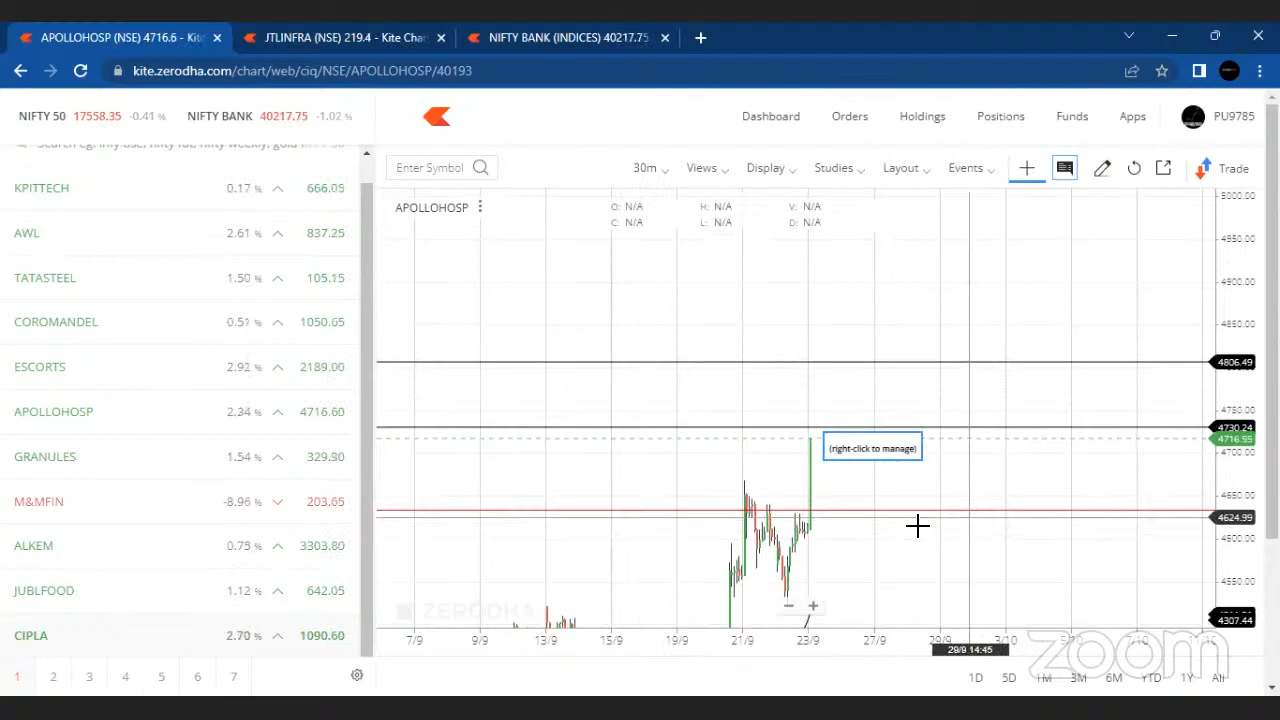 APOLLOHOSP (NSE) 4716.6 - Kit
JTLINFRA (NSE) 219.4 - Kite Char
NIFTY BANK (INDICES) 40217.75
kite.zerodha.com/chart/web/ciq/NSE/APOLLOHOSP/40193
NIFTY 50 17558.35 -0.41 %
NIFTY BANK 40217.75 -1.02 %
Dashboard Orders Holdings Positions Funds Apps PU9785
Enter Symbol
30m Views Display Studies Layout Events Trade
KPITTECH 0.17 % 666.05
AWL 2.61 % 837.25
TATASTEEL 1.50 % 105.15
COROMANDEL 0.51 % 1050.65
ESCORTS 2.92 % 2189.00
APOLLOHOSP 2.34 % 4716.60
GRANULES 1.54 % 329.90
M&MFIN -8.96 % 203.65
ALKEM 0.75 % 3303.80
JUBLFOOD 1.12 % 642.05
CIPLA 2.70 % 1090.60
1 2 3 4 5 6 7
APOLLOHOSP
O: N/A H: N/A V: N/A
C: N/A L: N/A D: N/A
5000.00
4950.00
4900.00
4850.00
4806.49
4750.00
4730.24
4716.55
4700.00
(right-click to manage)
4650.00
4624.99
4600.00
4550.00
4307.44
ZERODHA
7/9 9/9 13/9 15/9 19/9 21/9 23/9 27/9 29/9 3/10
29/9 14:45
1D 5D 1M 3M 6M YTD 1Y All
zoom